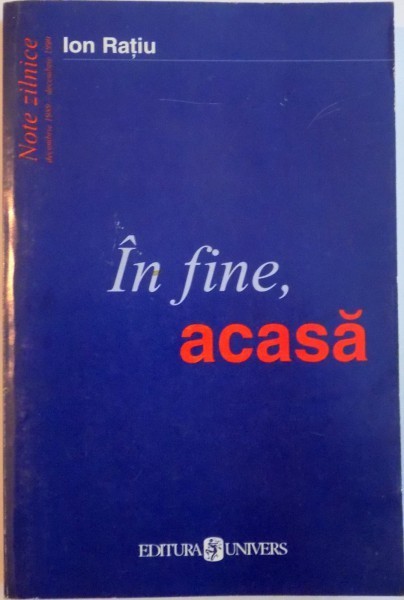 Note zilnice
decembrie 1989 - decembrie 1990
Ion Rațiu
În fine,
acasă
EDITURA UNIVERS